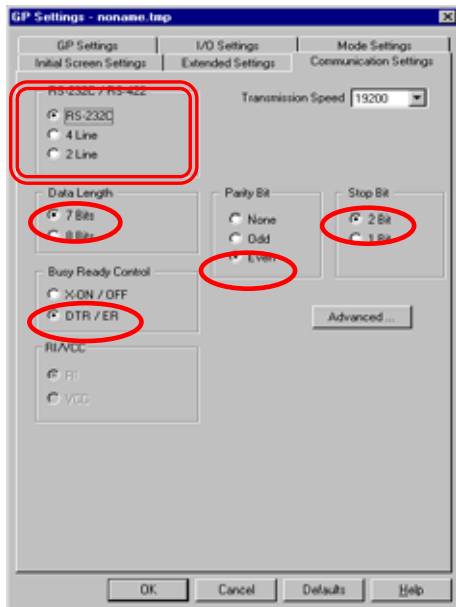 GP Settings - noname.tmp
GP Settings
I/O Settings
Mode Settings
Initial Screen Settings
Extended Settings
Communication Settings
RS-232C / RS-422
RS-232C
4 Line
2 Line
Transmission Speed 19200
Data Length
7 Bits
8 Bits
Parity Bit
None
Odd
Even
Stop Bit
2 Bit
1 Bit
Busy Ready Control
X-ON / OFF
DTR / ER
Advanced ...
RI/VCC
RI
VCC
OK
Cancel
Defaults
Help